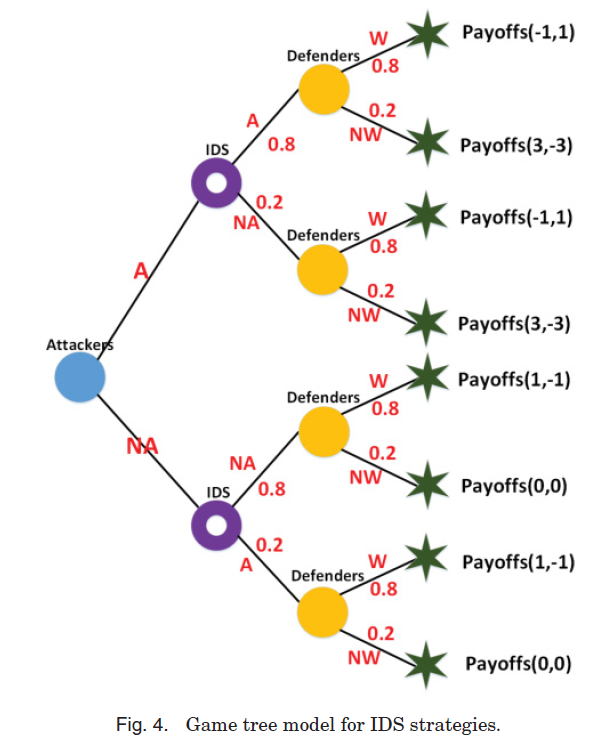 W
Payoffs(-1,1)
Defenders
0.8
A
0.2
0.8
NW
Payoffs(3,-3)
IDS
0.2
W
Payoffs(-1,1)
NA
Defenders
0.8
A
0.2
NW
Payoffs(3,-3)
Attackers
W
Payoffs(1,-1)
Defenders
0.8
NA
0.2
NA
NW
0.8
Payoffs(0,0)
IDS
0.2
W
Payoffs(1,-1)
A
Defenders
0.8
0.2
NW
Payoffs(0,0)
Fig. 4. Game tree model for IDS strategies.